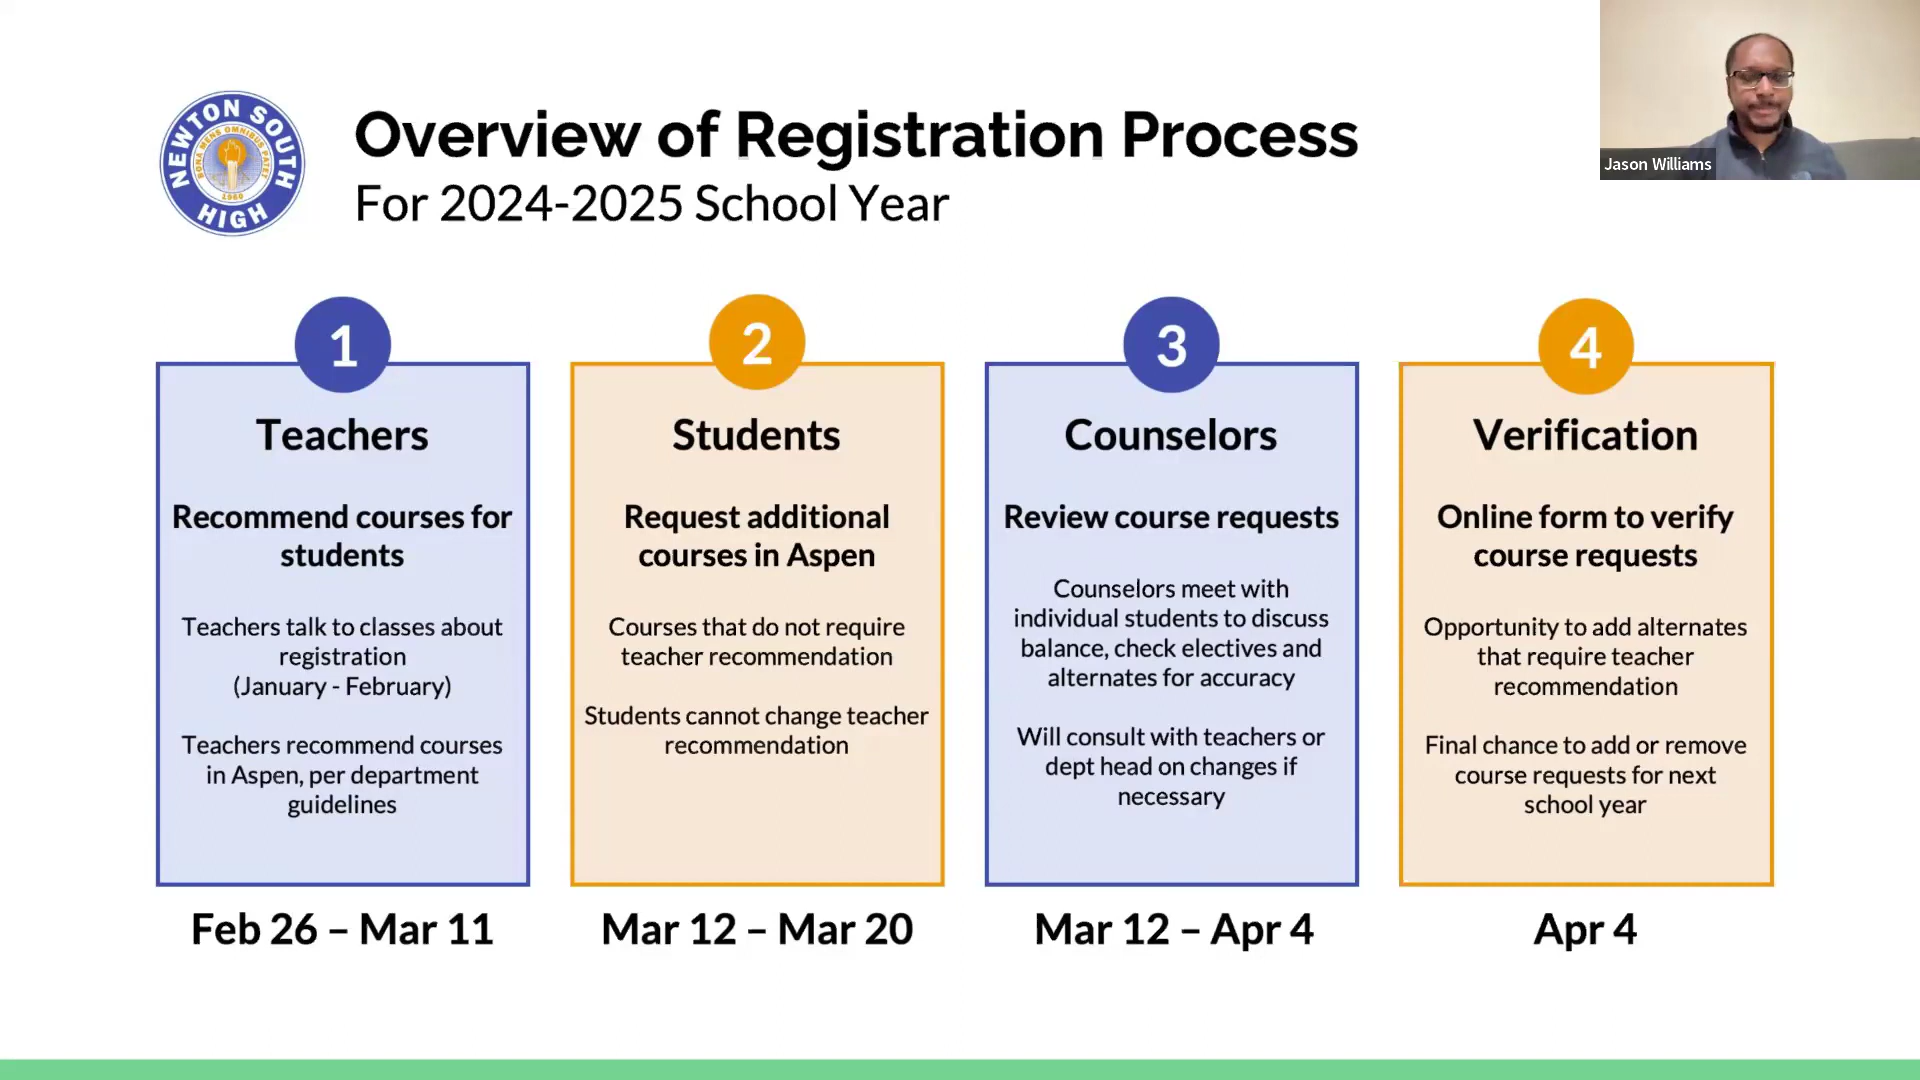 NEWTON SOUTH
HIGH
BONA MENS OMNIBUS PATET
1960
Overview of Registration Process
For 2024-2025 School Year
Jason Williams
1
Teachers
Recommend courses for
students
Teachers talk to classes about
registration
(January - February)
Teachers recommend courses
in Aspen, per department
guidelines
Feb 26 – Mar 11
2
Students
Request additional
courses in Aspen
Courses that do not require
teacher recommendation
Students cannot change teacher
recommendation
Mar 12 – Mar 20
3
Counselors
Review course requests
Counselors meet with
individual students to discuss
balance, check electives and
alternates for accuracy
Will consult with teachers or
dept head on changes if
necessary
Mar 12 – Apr 4
4
Verification
Online form to verify
course requests
Opportunity to add alternates
that require teacher
recommendation
Final chance to add or remove
course requests for next
school year
Apr 4